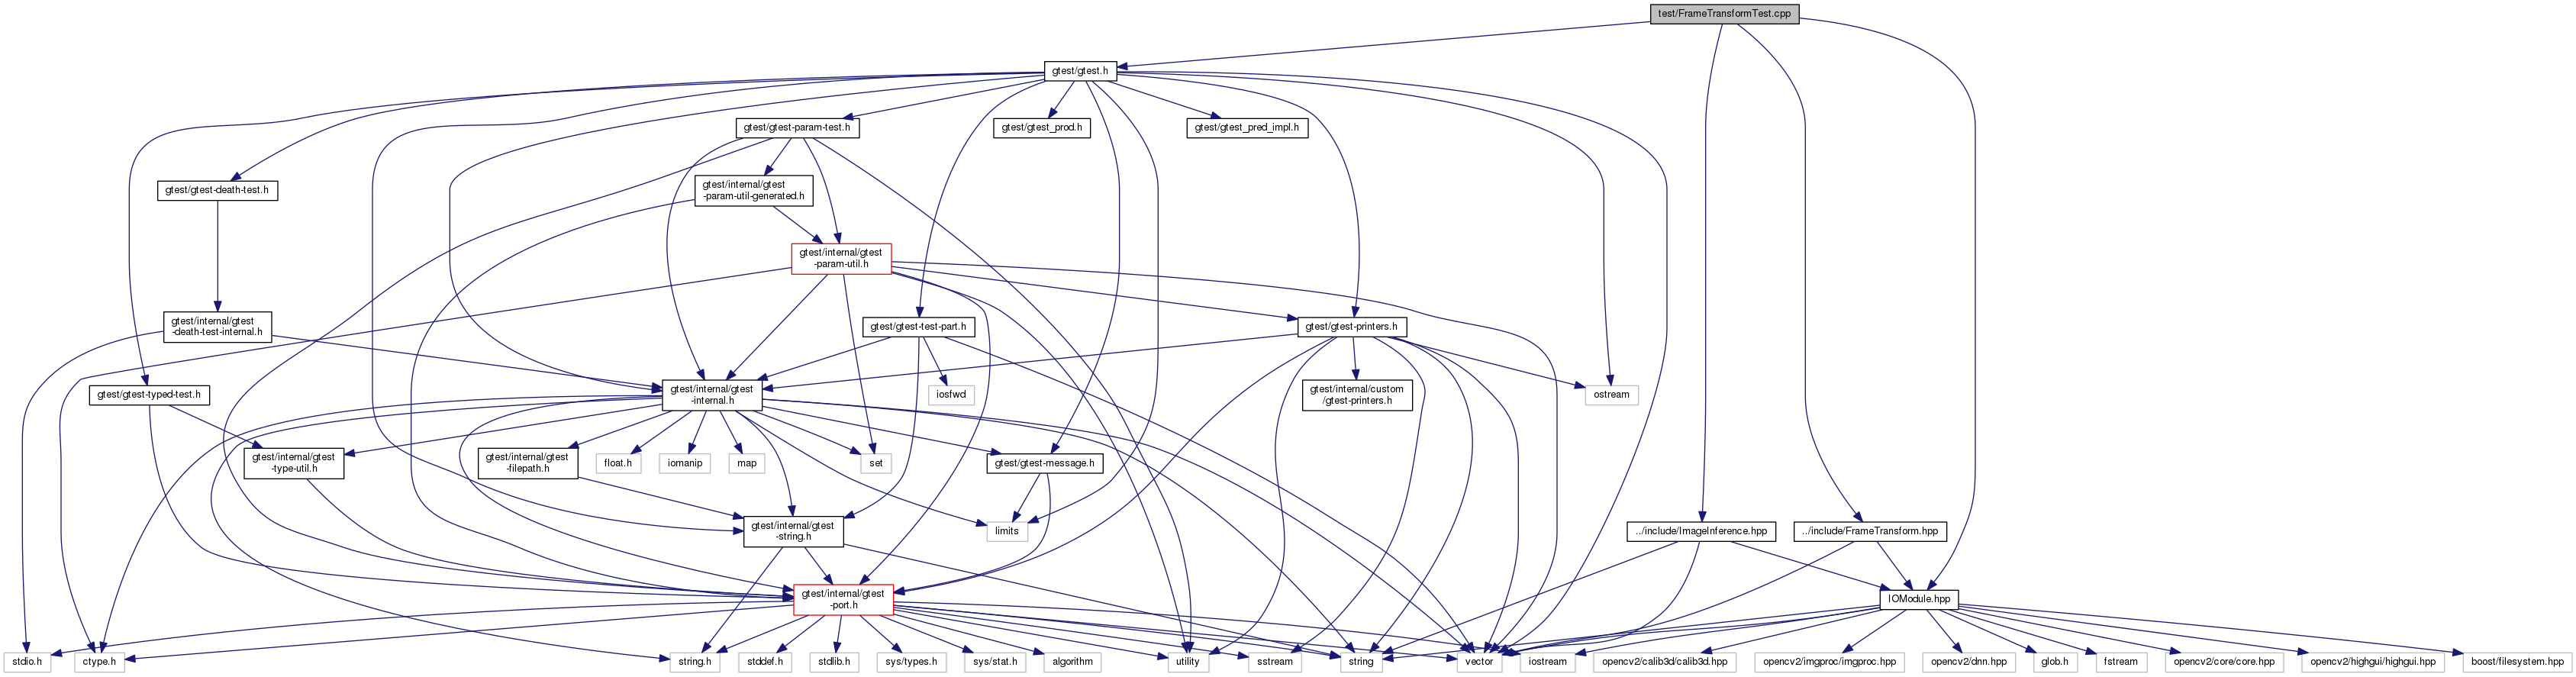 test/FrameTransformTest.cpp
gtest/gtest.h
gtest/gtest-param-test.h
gtest/gtest_prod.h
gtest/gtest_pred_impl.h
gtest/gtest-death-test.h
gtest/internal/gtest
-param-util-generated.h
gtest/internal/gtest
-param-util.h
gtest/internal/gtest
-death-test-internal.h
gtest/gtest-test-part.h
gtest/gtest-printers.h
gtest/gtest-typed-test.h
gtest/internal/gtest
-internal.h
iosfwd
gtest/internal/custom
/gtest-printers.h
ostream
gtest/internal/gtest
-type-util.h
gtest/internal/gtest
-filepath.h
float.h
iomanip
map
set
gtest/gtest-message.h
gtest/internal/gtest
-string.h
limits
../include/ImageInference.hpp
../include/FrameTransform.hpp
gtest/internal/gtest
-port.h
IOModule.hpp
stdio.h
ctype.h
string.h
stddef.h
stdlib.h
sys/types.h
sys/stat.h
algorithm
utility
sstream
string
vector
iostream
opencv2/calib3d/calib3d.hpp
opencv2/imgproc/imgproc.hpp
opencv2/dnn.hpp
glob.h
fstream
opencv2/core/core.hpp
opencv2/highgui/highgui.hpp
boost/filesystem.hpp